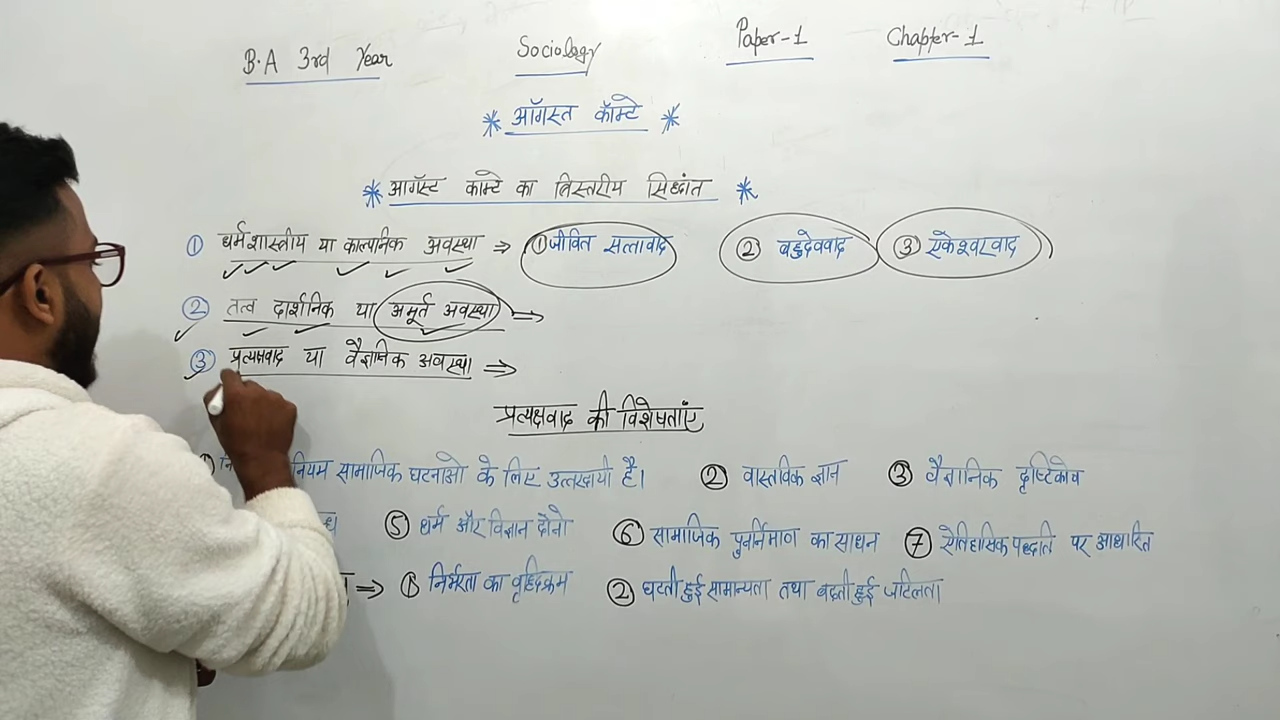 B.A 3rd Year Sociology Paper-1 Chapter-1
* ऑगस्त कॉम्टे *
* आगॅस्ट काम्टे का त्रिस्तरीय सिद्धांत *
① धर्मशास्त्रीय या काल्पनिक अवस्था ⇒ ① जीवित सत्तावाद ② बहुदेववाद ③ एकेश्वरवाद
② तत्व दार्शनिक या अमूर्त अवस्था ⇒
③ प्रत्यक्षवाद या वैज्ञानिक अवस्था ⇒
प्रत्यक्षवाद की विशेषताएं
नियम सामाजिक घटनाओ के लिए उत्तरदायी है। ② वास्तविक ज्ञान ③ वैज्ञानिक दृष्टिकोण
⑤ धर्म और विज्ञान दोनो ⑥ सामाजिक पुर्ननिर्माण का साधन ⑦ ऐतिहासिक पद्धति पर आधारित
⇒ ① निर्भरता का वृद्दिक्रम ② घटती हुई सामान्यता तथा बढ़ती हुई जटिलता